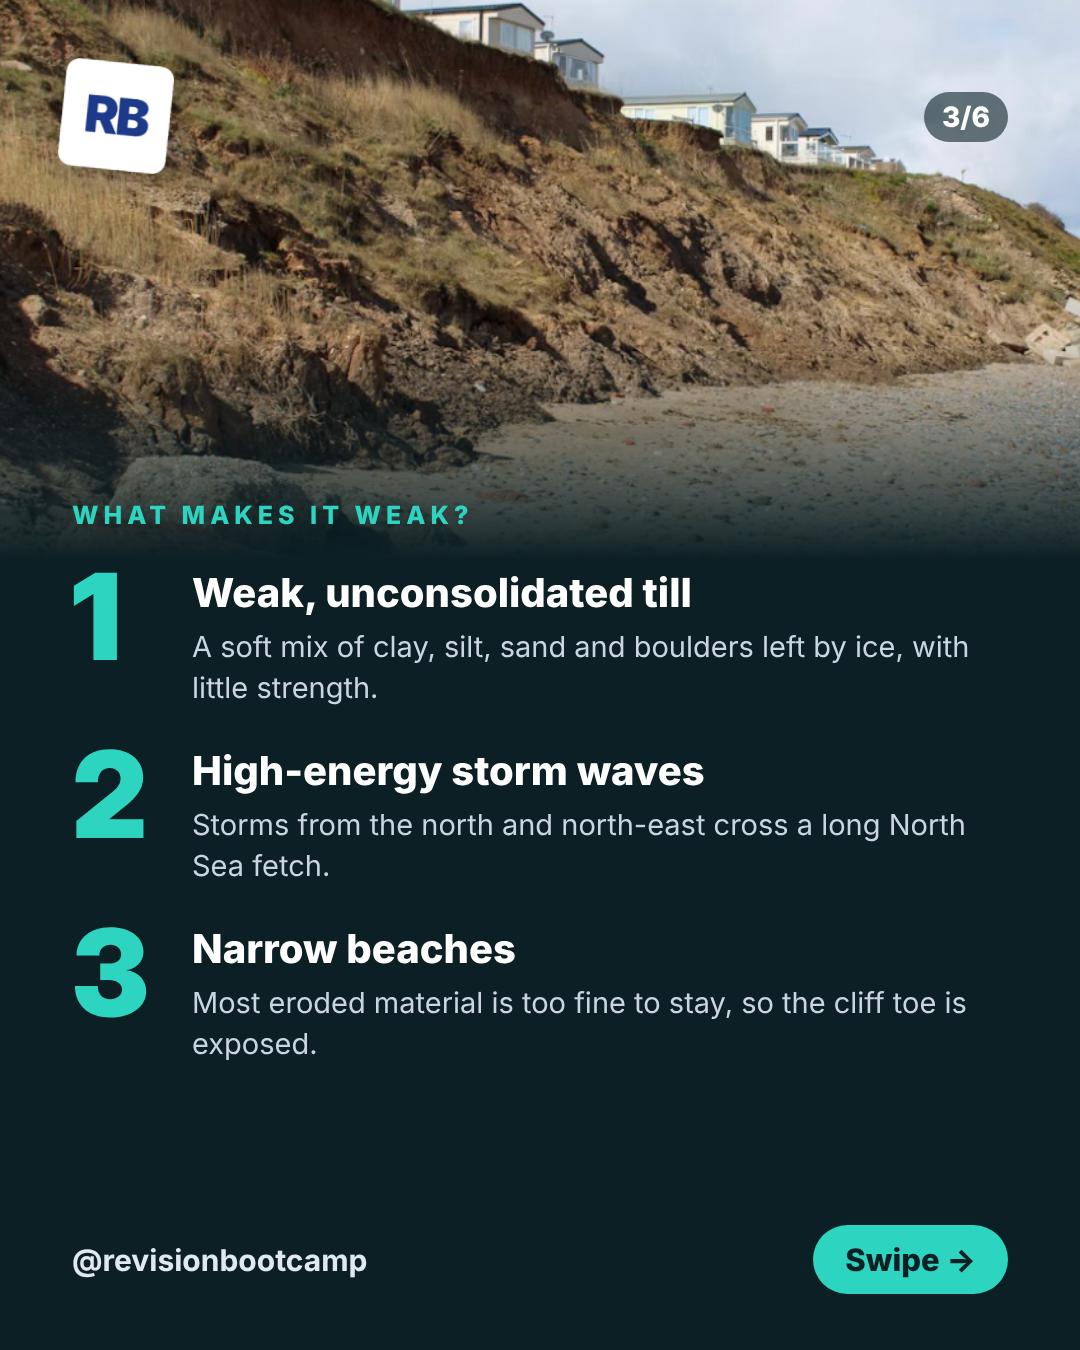 RB
3/6
WHAT MAKES IT WEAK?
1
Weak, unconsolidated till
A soft mix of clay, silt, sand and boulders left by ice, with
little strength.
2
High-energy storm waves
Storms from the north and north-east cross a long North
Sea fetch.
3
Narrow beaches
Most eroded material is too fine to stay, so the cliff toe is
exposed.
@revisionbootcamp
Swipe →